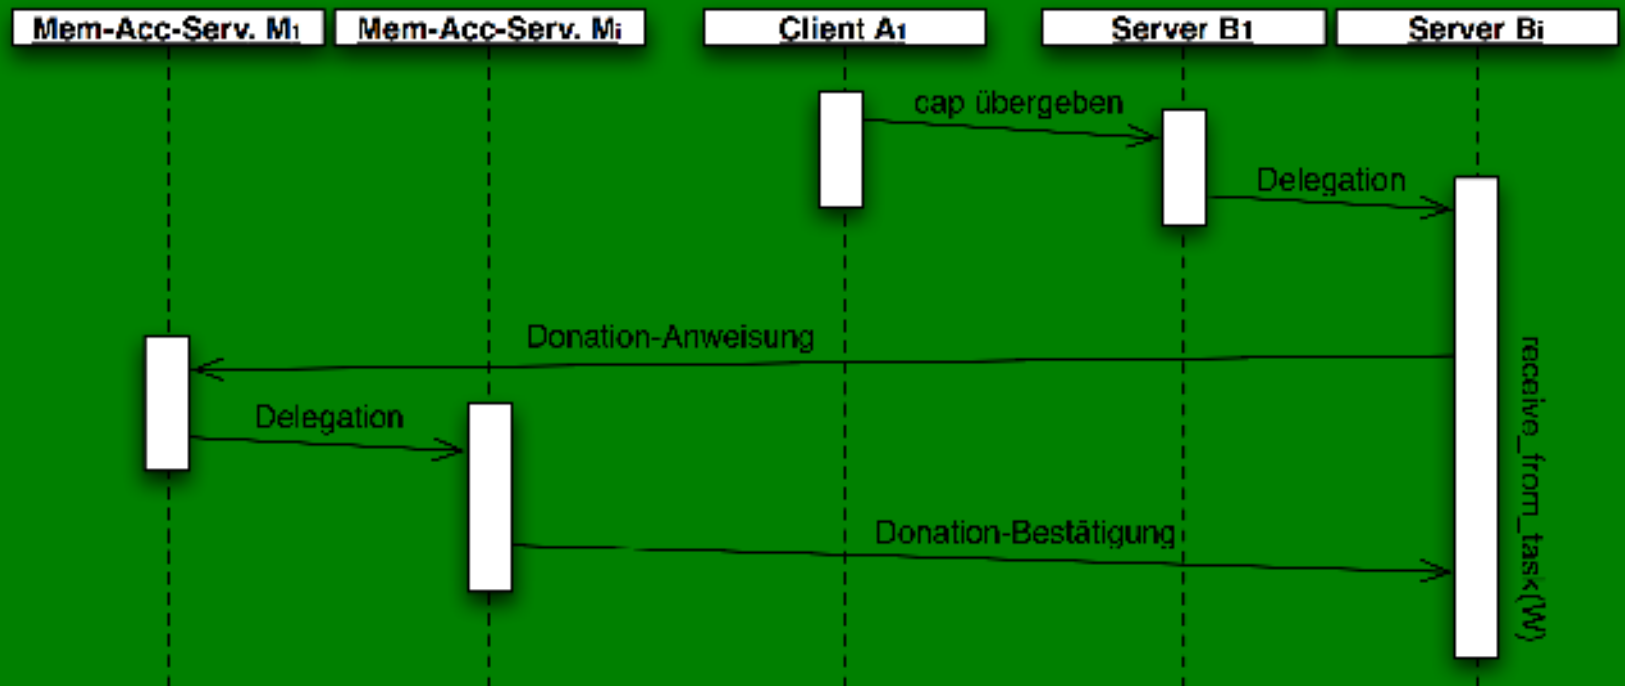 Mem-Acc-Serv. M1
Mem-Acc-Serv. Mi
Client A1
Server B1
Server Bi
cap übergeben
Delegation
Donation-Anweisung
Delegation
Donation-Bestätigung
receive_from_task(W)